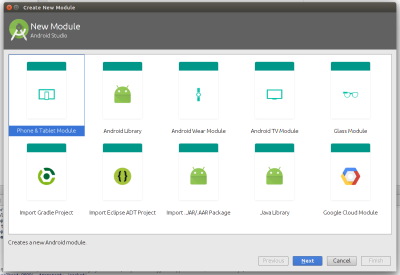 Create New Module
New Module
Android Studio
Phone & Tablet Module
Android Library
Android Wear Module
Android TV Module
Glass Module
Import Gradle Project
Import Eclipse ADT Project
Import .JAR/.AAR Package
Java Library
Google Cloud Module
Creates a new Android module.
Previous
Next
Cancel
Finish